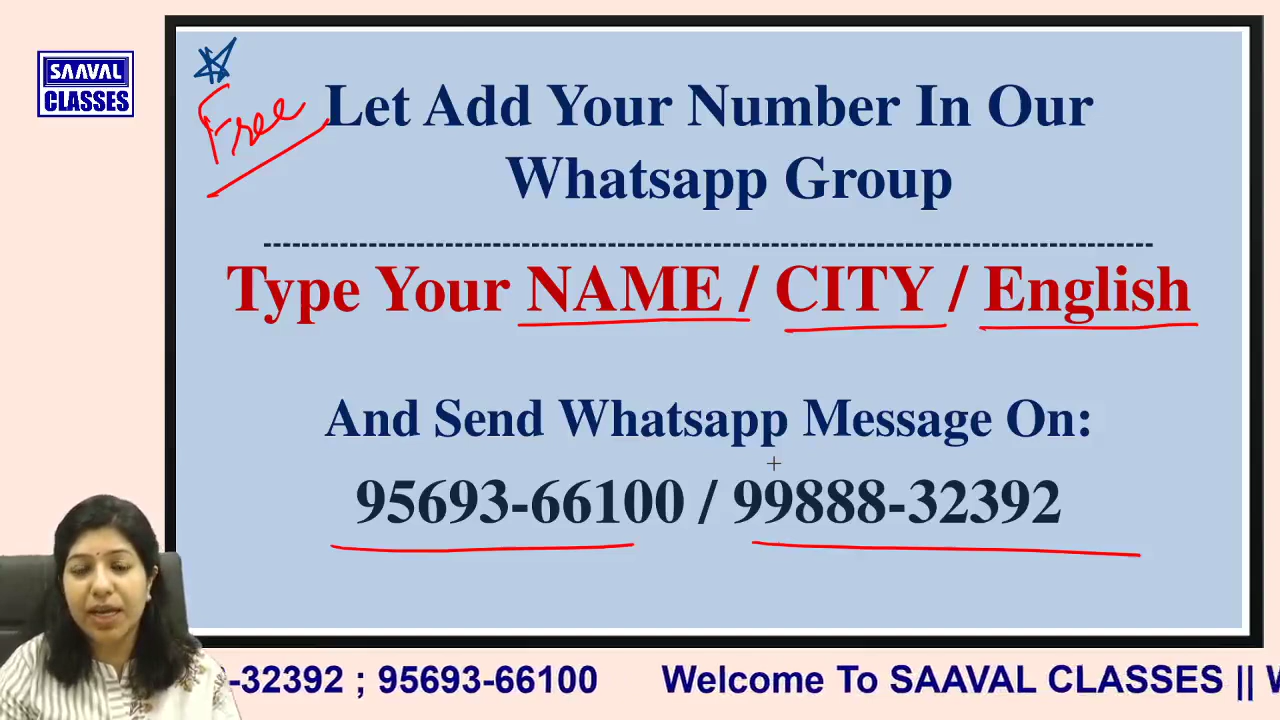 SAAVAL
CLASSES
Free
Let Add Your Number In Our
Whatsapp Group
Type Your NAME / CITY / English
And Send Whatsapp Message On:
95693-66100 / 99888-32392
-32392 ; 95693-66100 Welcome To SAAVAL CLASSES ||